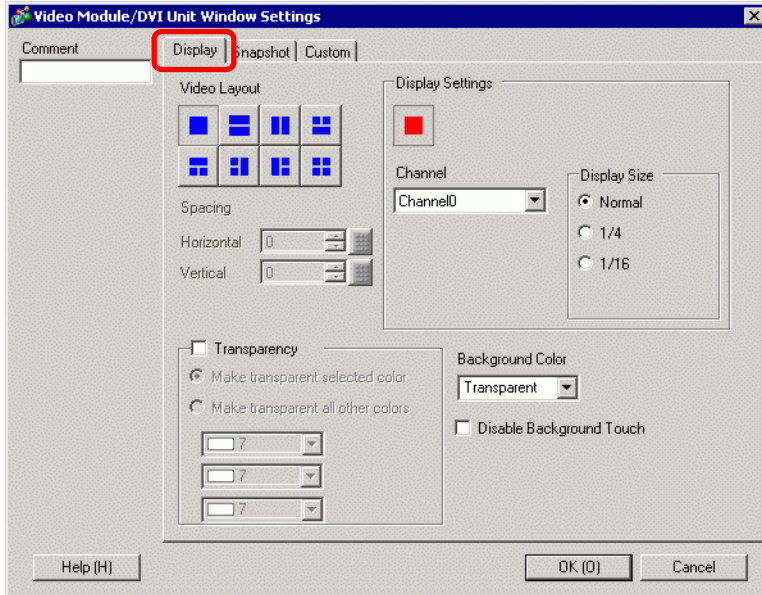 Video Module/DVI Unit Window Settings
Comment
Display
Snapshot
Custom
Video Layout
Display Settings
Channel
Channel0
Display Size
Normal
1/4
1/16
Spacing
Horizontal 0
Vertical 0
Transparency
Make transparent selected color
Make transparent all other colors
7
7
7
Background Color
Transparent
Disable Background Touch
Help (H)
OK (O)
Cancel